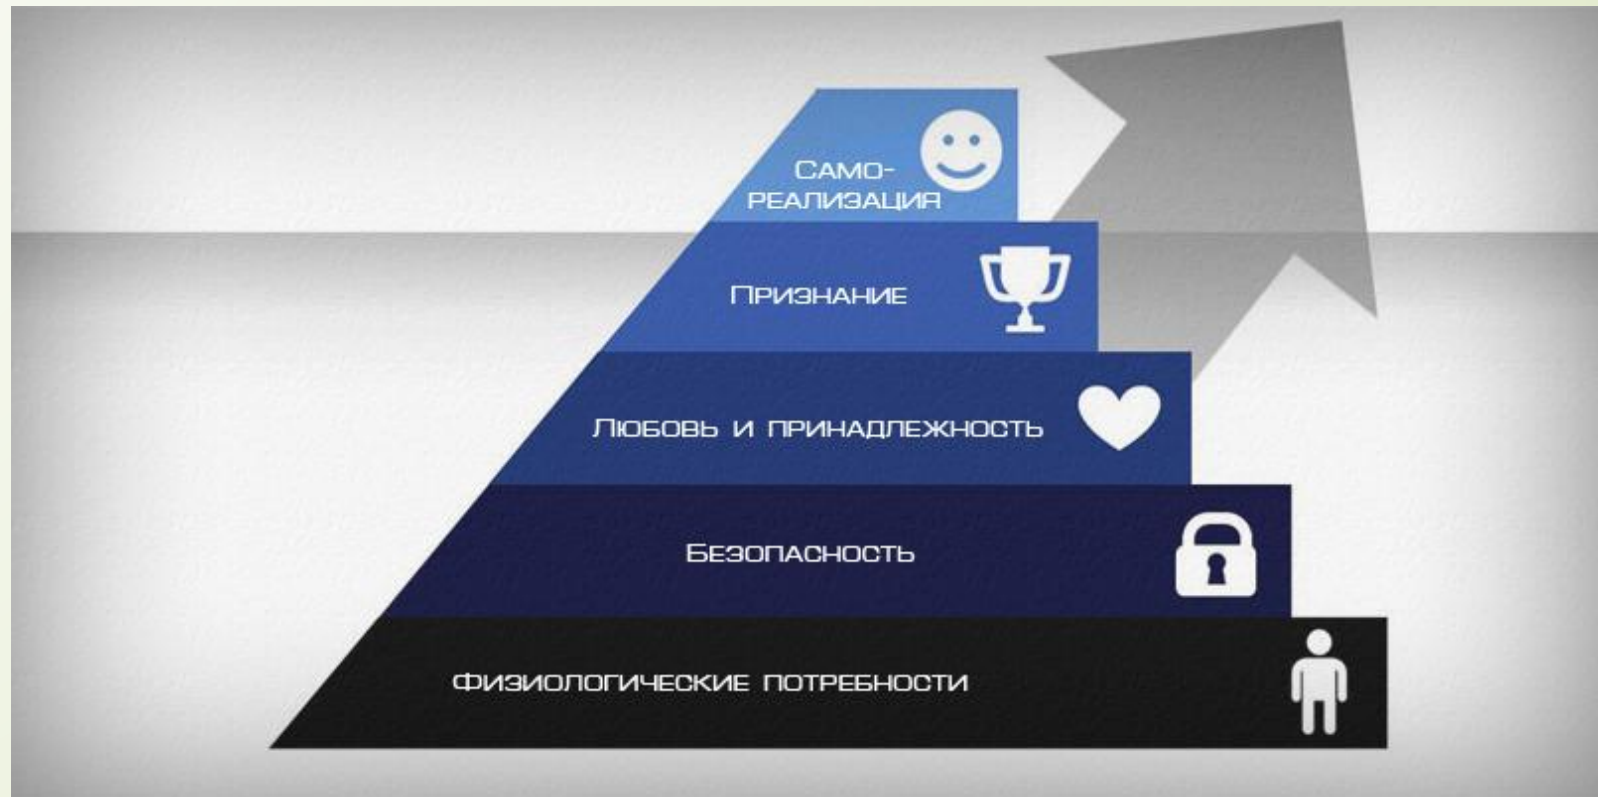 Само-
реализация
Признание
Любовь и принадлежность
Безопасность
Физиологические потребности